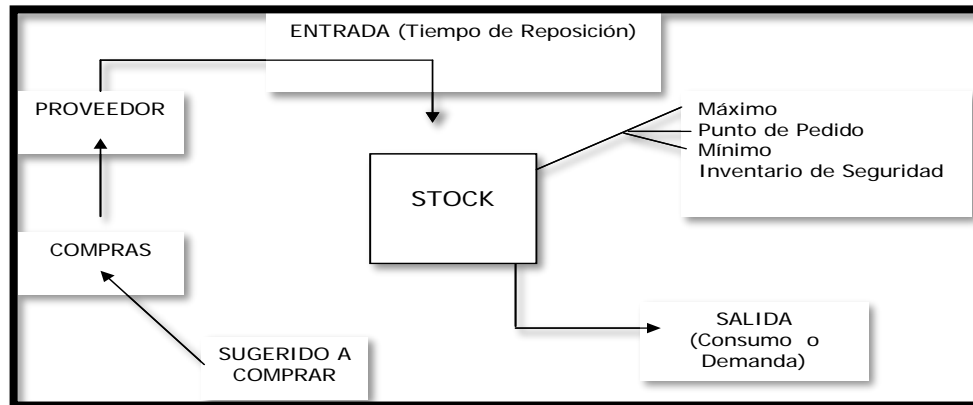 ENTRADA (Tiempo de Reposición)
PROVEEDOR
Máximo
Punto de Pedido
Mínimo
Inventario de Seguridad
STOCK
COMPRAS
SALIDA
(Consumo o
Demanda)
SUGERIDO A
COMPRAR